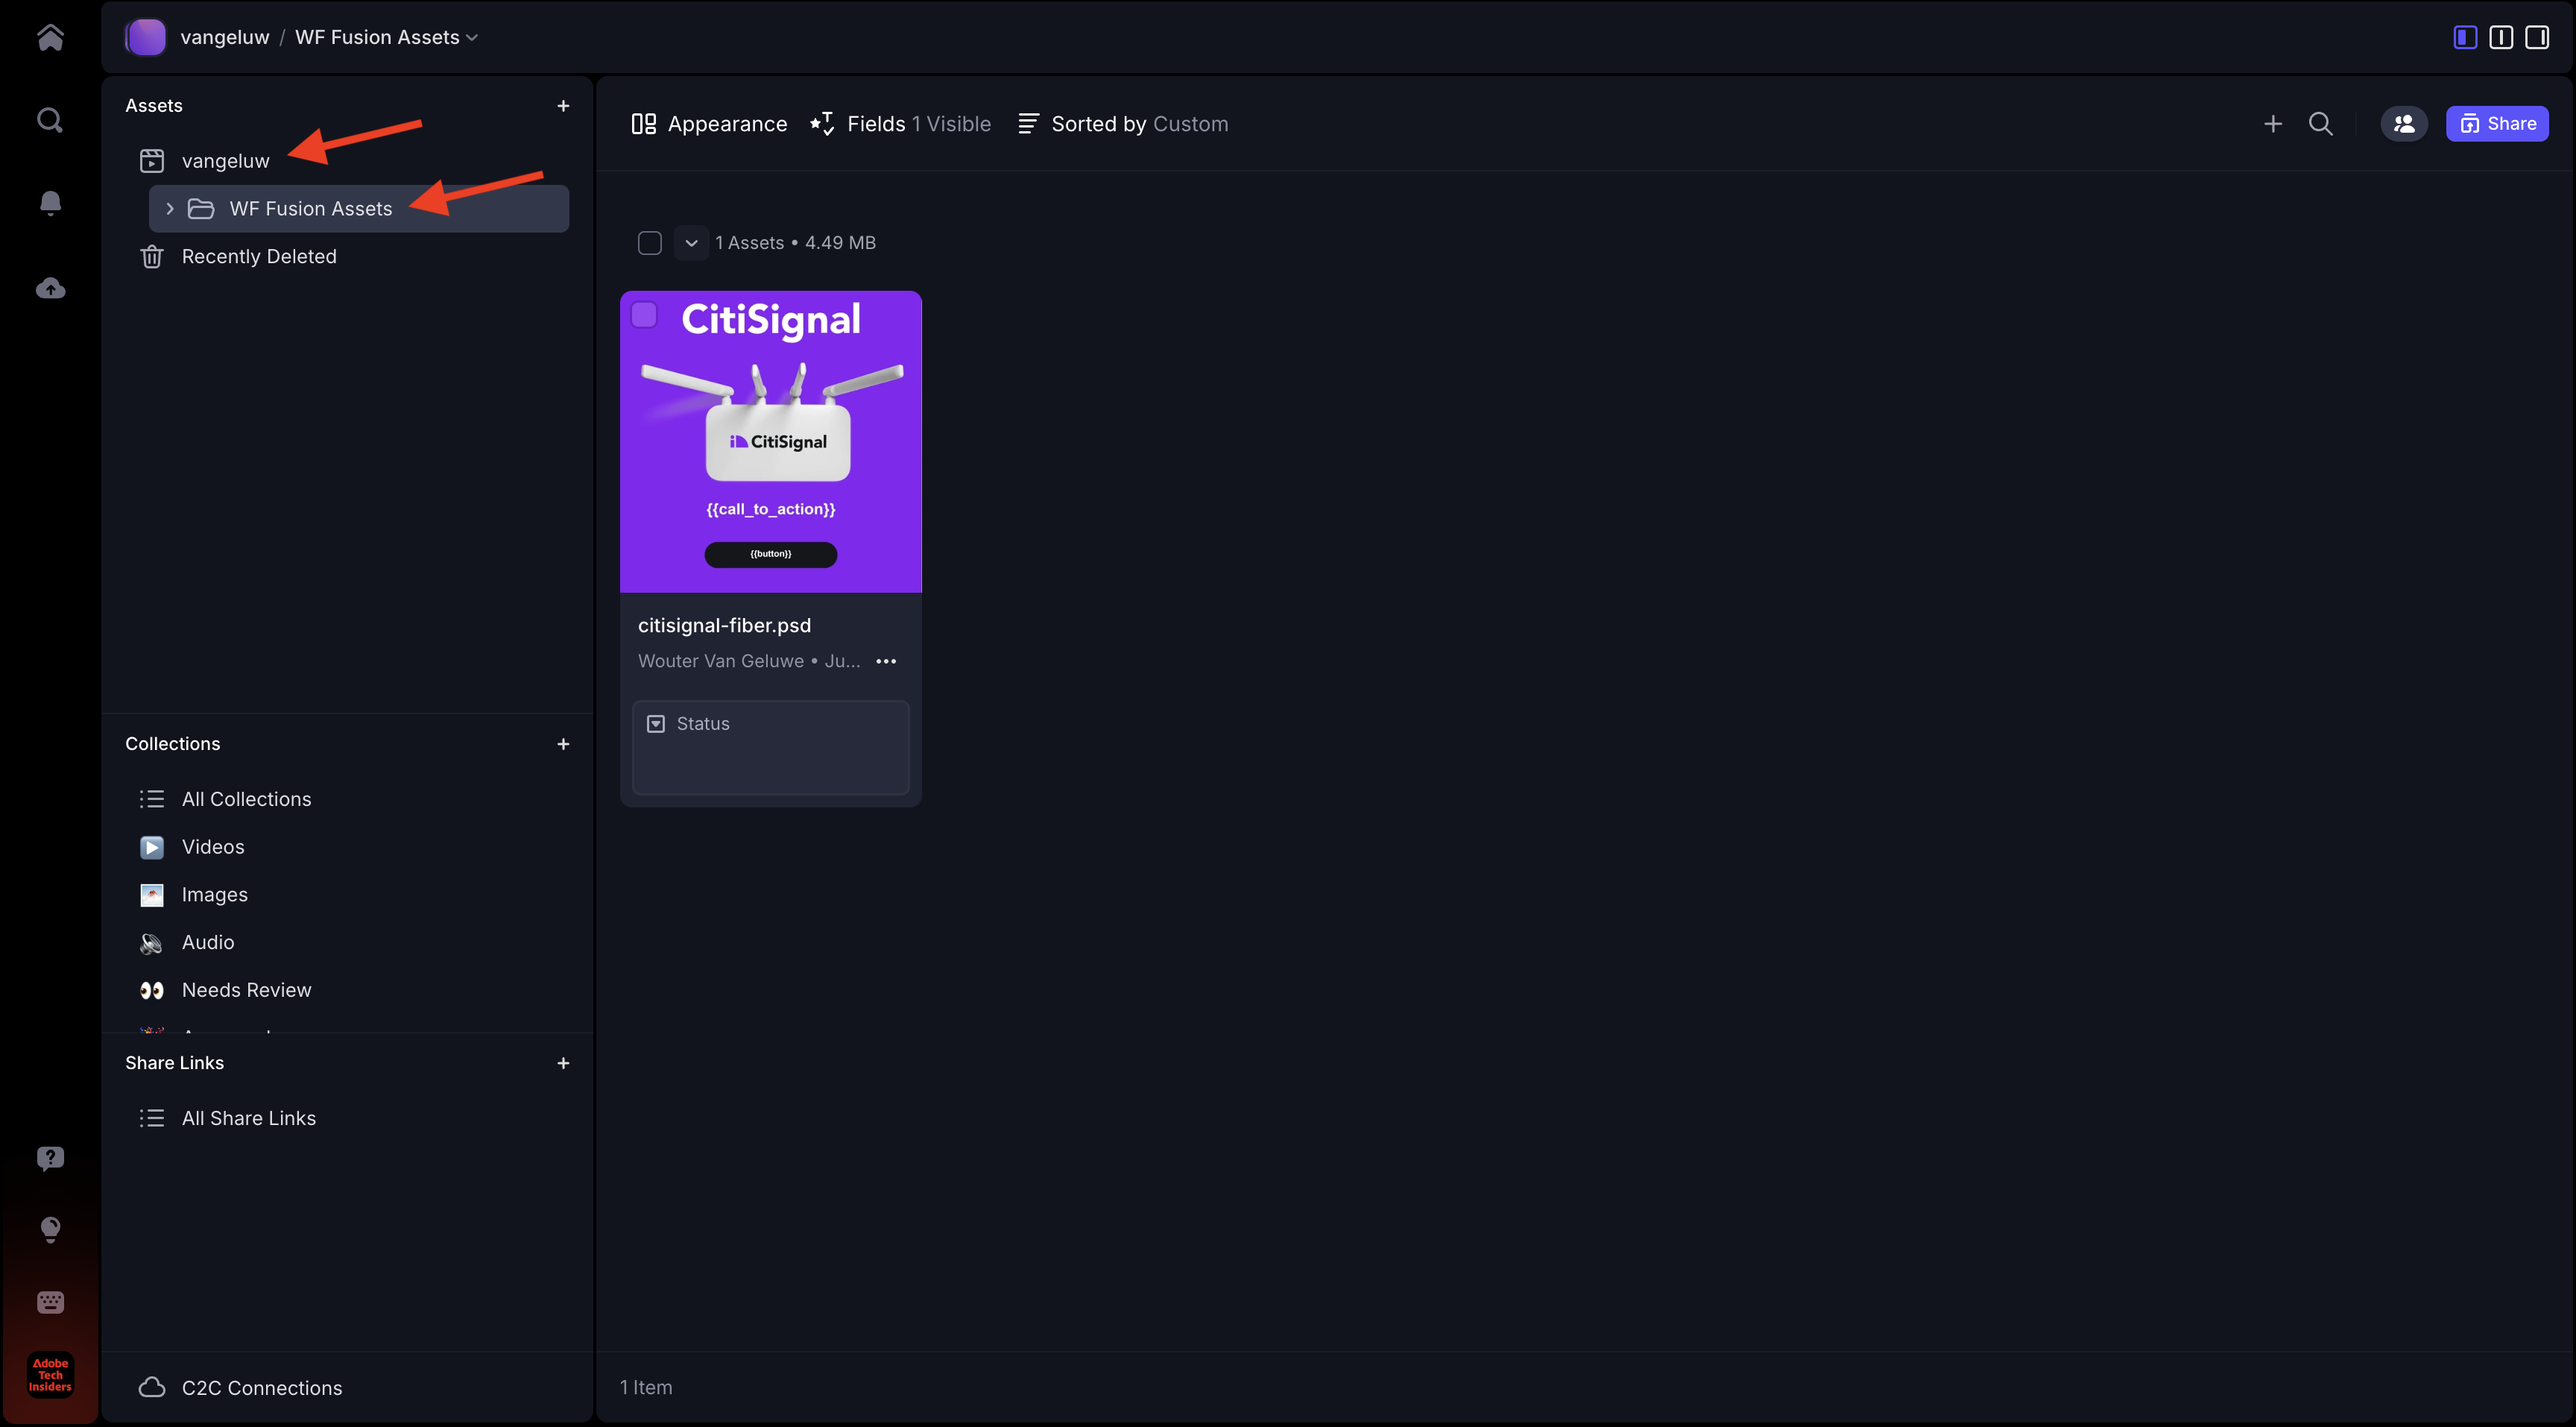 vangeluw / WF Fusion Assets
Assets
vangeluw
WF Fusion Assets
Recently Deleted
Collections
All Collections
Videos
Images
Audio
Needs Review
Share Links
All Share Links
C2C Connections
Adobe
Tech
Insiders
Appearance
Fields 1 Visible
Sorted by Custom
Share
1 Assets • 4.49 MB
CitiSignal
CitiSignal
{{call_to_action}}
{{button}}
citisignal-fiber.psd
Wouter Van Geluwe • Ju...
Status
1 Item